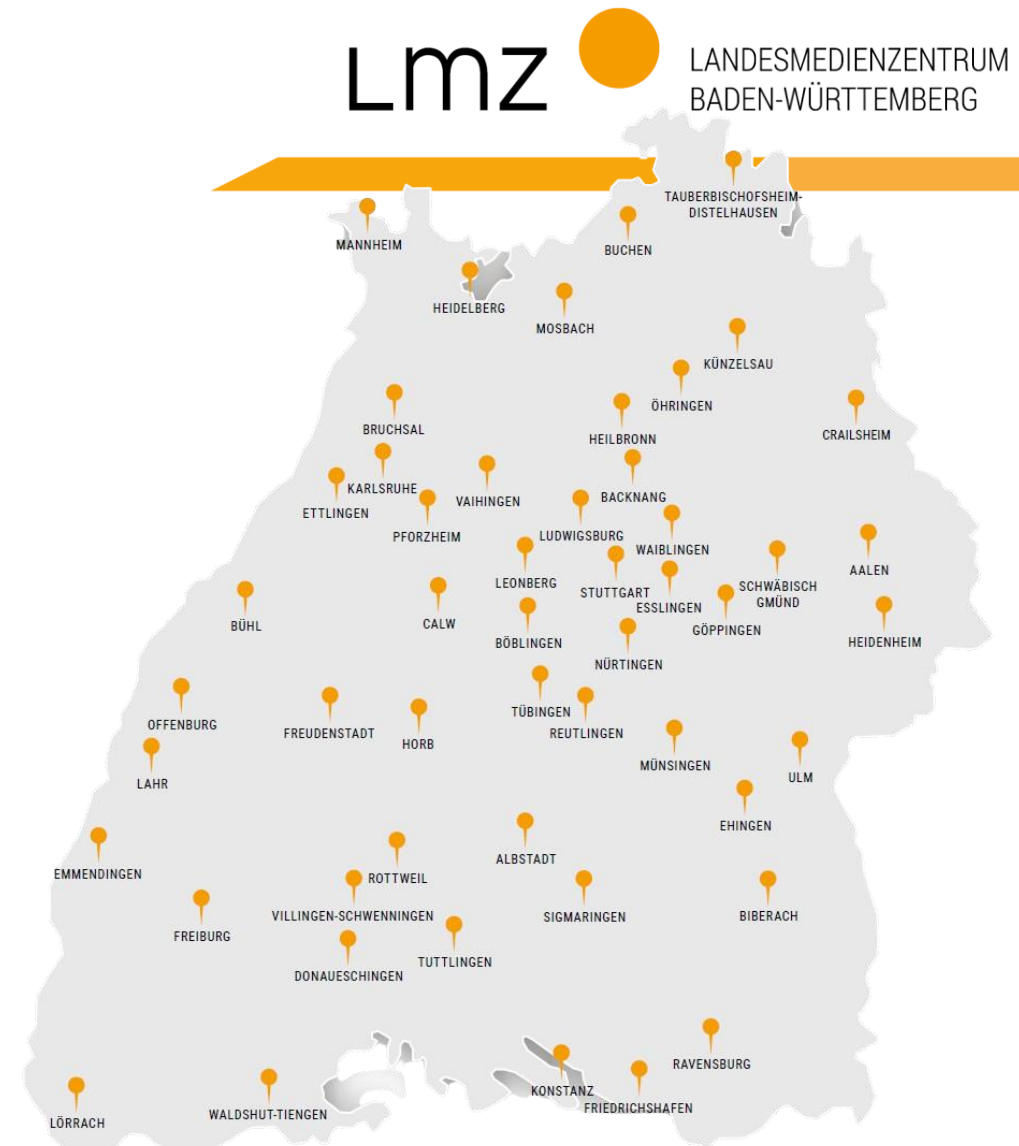 LMZ
LANDESMEDIENZENTRUM
BADEN-WÜRTTEMBERG
TAUBERBISCHOFSHEIM-
DISTELHAUSEN
MANNHEIM
BUCHEN
HEIDELBERG
MOSBACH
KÜNZELSAU
ÖHRINGEN
BRUCHSAL
HEILBRONN
CRAILSHEIM
KARLSRUHE
BACKNANG
VAIHINGEN
ETTLINGEN
PFORZHEIM
LUDWIGSBURG
WAIBLINGEN
AALEN
LEONBERG
STUTTGART
SCHWÄBISCH
GMÜND
ESSLINGEN
BÜHL
CALW
GÖPPINGEN
BÖBLINGEN
HEIDENHEIM
NÜRTINGEN
TÜBINGEN
OFFENBURG
FREUDENSTADT
HORB
REUTLINGEN
MÜNSINGEN
ULM
LAHR
EHINGEN
ALBSTADT
EMMENDINGEN
ROTTWEIL
VILLINGEN-SCHWENNINGEN
SIGMARINGEN
BIBERACH
FREIBURG
TUTTLINGEN
DONAUESCHINGEN
RAVENSBURG
KONSTANZ
FRIEDRICHSHAFEN
WALDSHUT-TIENGEN
LÖRRACH